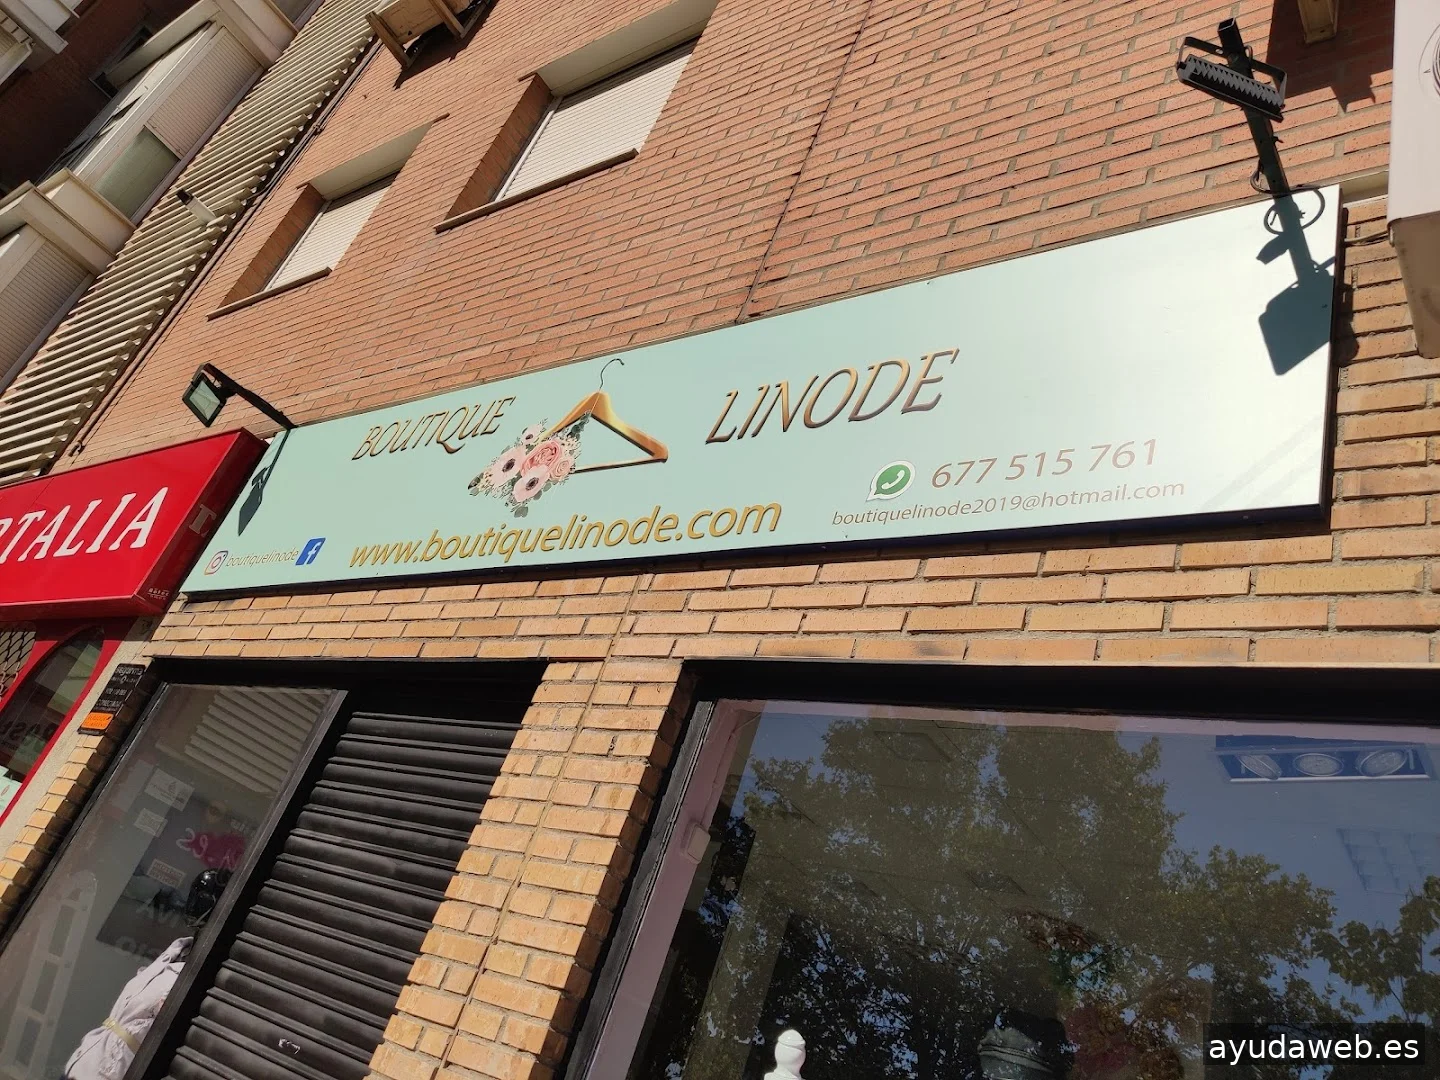 BOUTIQUE LINODE
677 515 761
boutiquelinode2019@hotmail.com
www.boutiquelinode.com
boutiquelinode
RTALIA
ayudaweb.es